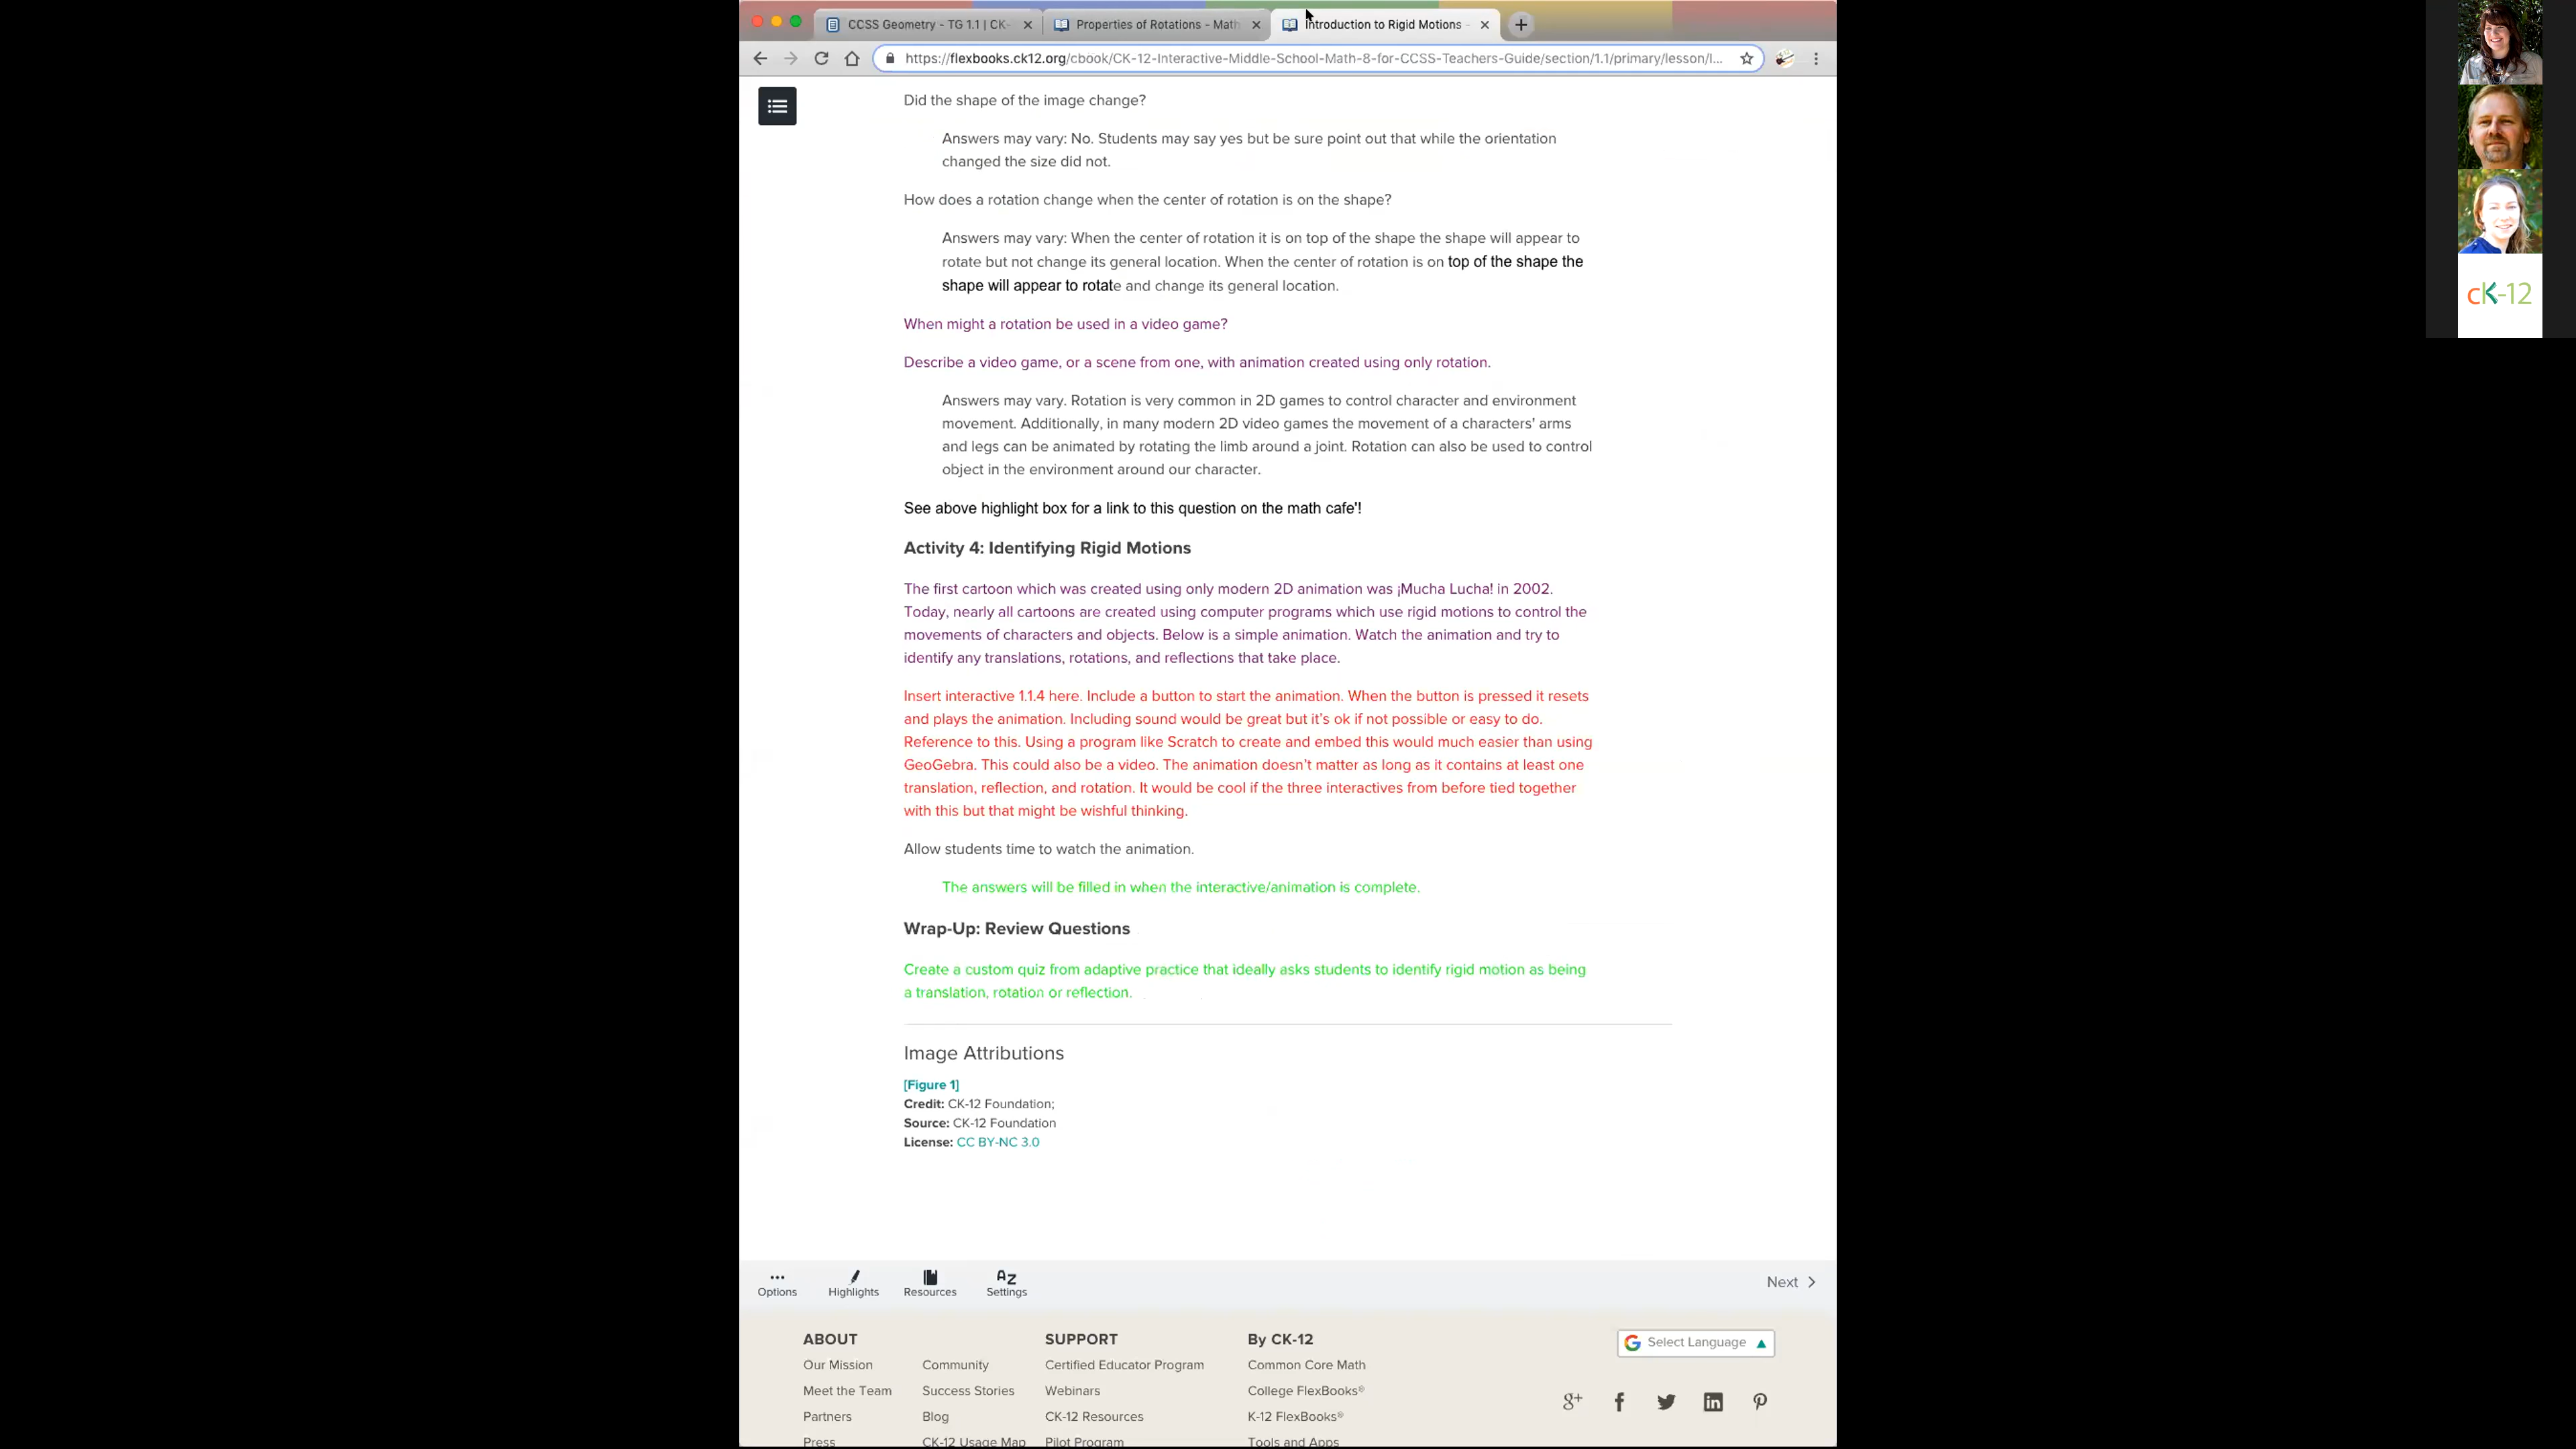 CCSS Geometry - TG 1.1 | CK-
Properties of Rotations - Math
Introduction to Rigid Motions -
https://flexbooks.ck12.org/cbook/CK-12-Interactive-Middle-School-Math-8-for-CCSS-Teachers-Guide/section/1.1/primary/lesson/I...
Did the shape of the image change?
Answers may vary: No. Students may say yes but be sure point out that while the orientation
changed the size did not.
How does a rotation change when the center of rotation is on the shape?
Answers may vary: When the center of rotation it is on top of the shape the shape will appear to
rotate but not change its general location. When the center of rotation is on top of the shape the
shape will appear to rotate and change its general location.
When might a rotation be used in a video game?
Describe a video game, or a scene from one, with animation created using only rotation.
Answers may vary. Rotation is very common in 2D games to control character and environment
movement. Additionally, in many modern 2D video games the movement of a characters' arms
and legs can be animated by rotating the limb around a joint. Rotation can also be used to control
object in the environment around our character.
See above highlight box for a link to this question on the math cafe'!
Activity 4: Identifying Rigid Motions
The first cartoon which was created using only modern 2D animation was ¡Mucha Lucha! in 2002.
Today, nearly all cartoons are created using computer programs which use rigid motions to control the
movements of characters and objects. Below is a simple animation. Watch the animation and try to
identify any translations, rotations, and reflections that take place.
Insert interactive 1.1.4 here. Include a button to start the animation. When the button is pressed it resets
and plays the animation. Including sound would be great but it's ok if not possible or easy to do.
Reference to this. Using a program like Scratch to create and embed this would much easier than using
GeoGebra. This could also be a video. The animation doesn't matter as long as it contains at least one
translation, reflection, and rotation. It would be cool if the three interactives from before tied together
with this but that might be wishful thinking.
Allow students time to watch the animation.
The answers will be filled in when the interactive/animation is complete.
Wrap-Up: Review Questions
Create a custom quiz from adaptive practice that ideally asks students to identify rigid motion as being
a translation, rotation or reflection.
Image Attributions
[Figure 1]
Credit: CK-12 Foundation;
Source: CK-12 Foundation
License: CC BY-NC 3.0
Options
Highlights
Resources
Settings
Next
ABOUT
Our Mission
Meet the Team
Partners
Press
Community
Success Stories
Blog
CK-12 Usage Map
SUPPORT
Certified Educator Program
Webinars
CK-12 Resources
Pilot Program
By CK-12
Common Core Math
College FlexBooks®
K-12 FlexBooks®
Tools and Apps
Select Language
cK-12